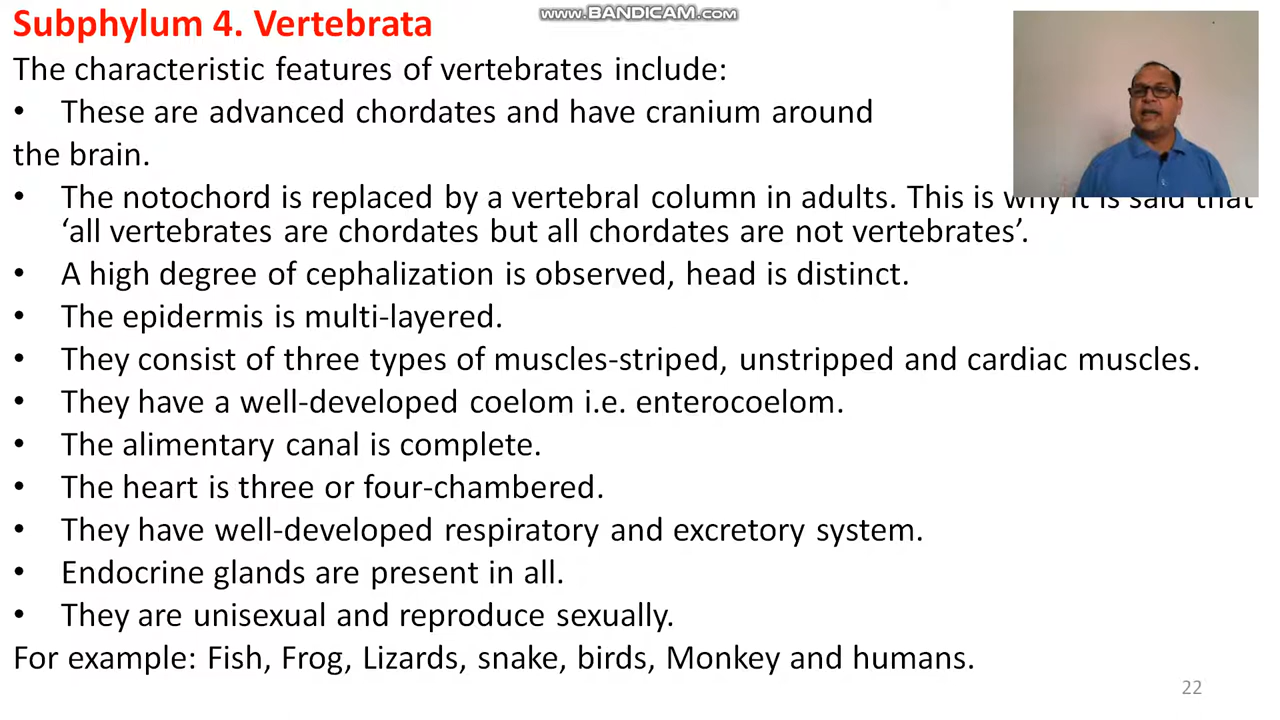 www.BANDICAM.com
Subphylum 4. Vertebrata
The characteristic features of vertebrates include:
• These are advanced chordates and have cranium around
the brain.
• The notochord is replaced by a vertebral column in adults. This is why it is said that
‘all vertebrates are chordates but all chordates are not vertebrates’.
• A high degree of cephalization is observed, head is distinct.
• The epidermis is multi-layered.
• They consist of three types of muscles-striped, unstripped and cardiac muscles.
• They have a well-developed coelom i.e. enterocoelom.
• The alimentary canal is complete.
• The heart is three or four-chambered.
• They have well-developed respiratory and excretory system.
• Endocrine glands are present in all.
• They are unisexual and reproduce sexually.
For example: Fish, Frog, Lizards, snake, birds, Monkey and humans.
22